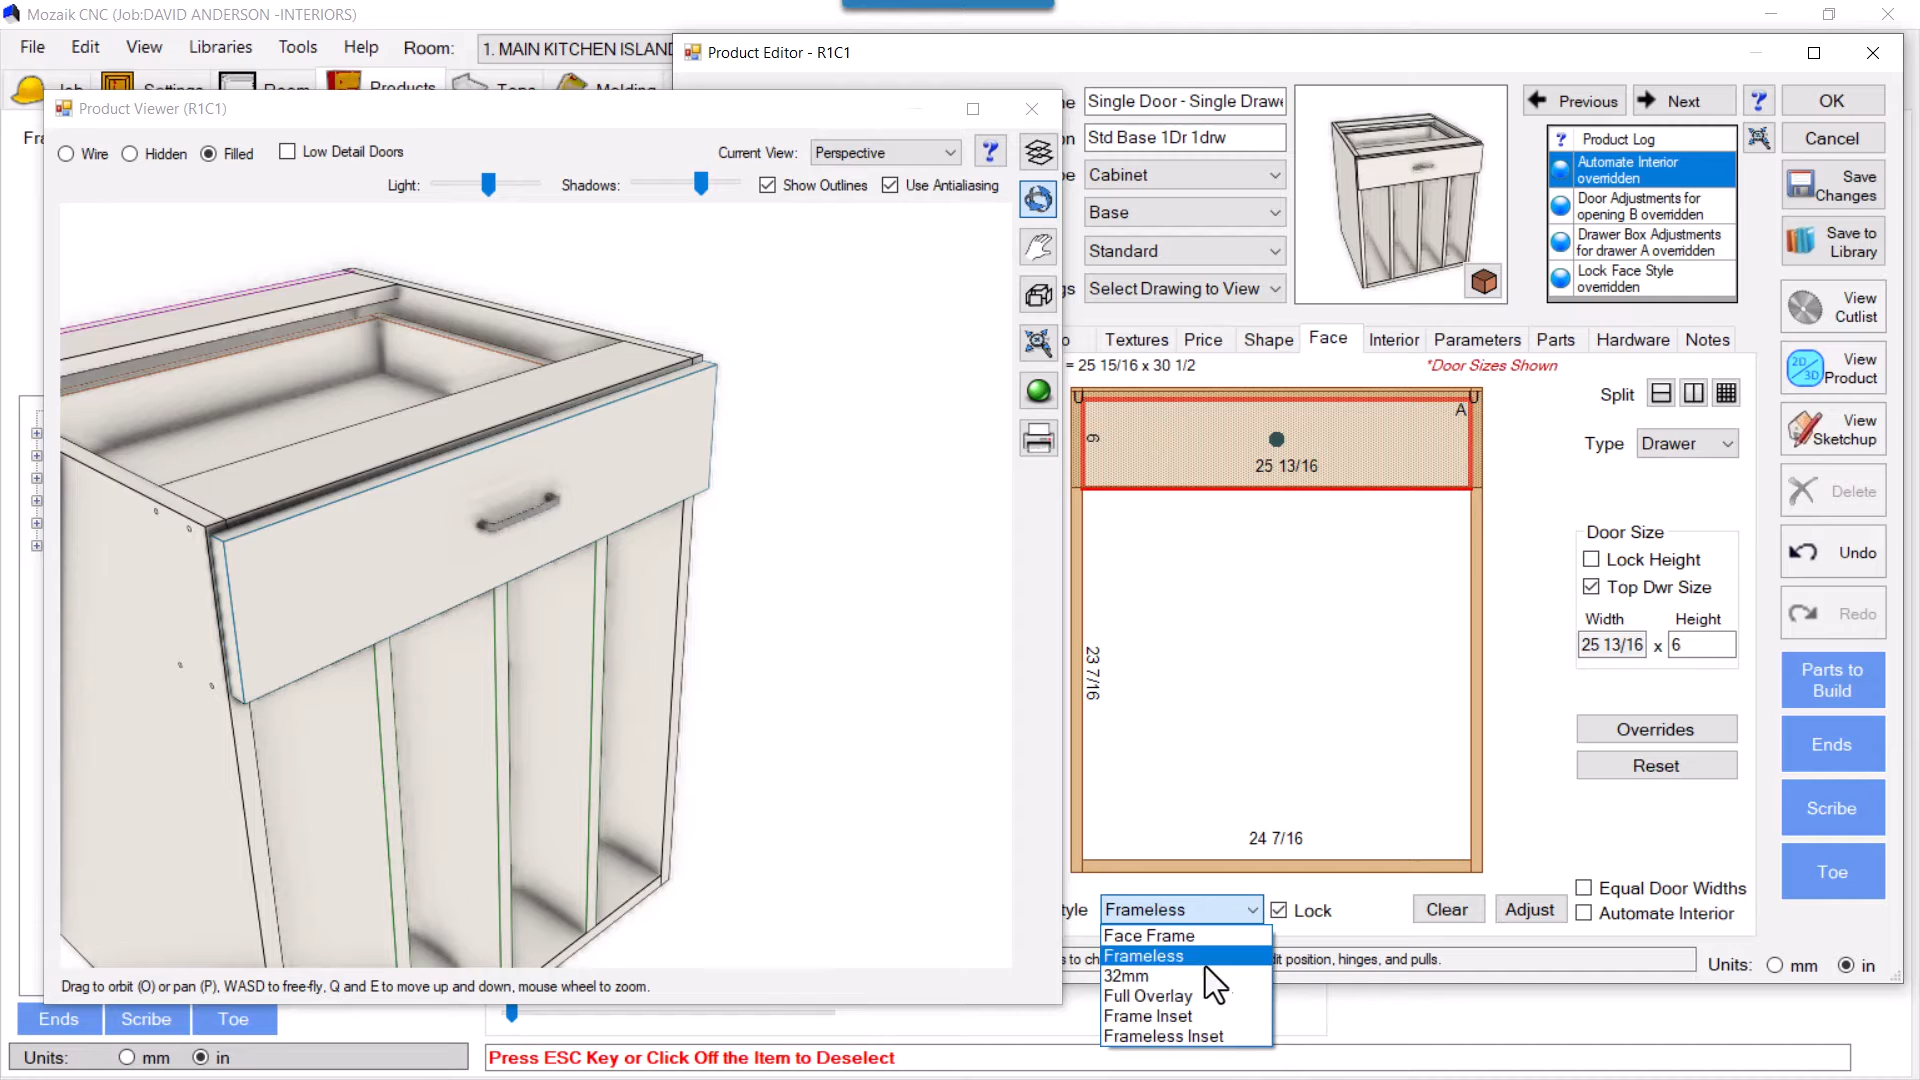 Mozaik CNC (Job:DAVID ANDERSON -INTERIORS)
File Edit View Libraries Tools Help Room: 1. MAIN KITCHEN ISLAND
Product Editor - R1C1
Product Viewer (R1C1)
Wire Hidden Filled Low Detail Doors
Current View: Perspective
Light: Shadows: Show Outlines Use Antialiasing
Single Door - Single Drawe
Std Base 1Dr 1drw
Cabinet
Base
Standard
Select Drawing to View
Previous Next OK
Product Log
Automate Interior
overridden
Door Adjustments for
opening B overridden
Drawer Box Adjustments
for drawer A overridden
Lock Face Style
overridden
Cancel
Save
Changes
Save to
Library
View
Cutlist
2D/3D
View
Product
View
Sketchup
Delete
Undo
Redo
Parts to
Build
Ends
Scribe
Toe
Textures Price Shape Face Interior Parameters Parts Hardware Notes
= 25 15/16 x 30 1/2
*Door Sizes Shown
Split
Type Drawer
U U
A
6
25 13/16
23 7/16
24 7/16
Door Size
Lock Height
Top Dwr Size
Width Height
25 13/16 x 6
Overrides
Reset
Equal Door Widths
Automate Interior
Frameless Lock Clear Adjust
Face Frame
Frameless
32mm
Full Overlay
Frame Inset
Frameless Inset
dit position, hinges, and pulls.
Units: mm in
Drag to orbit (O) or pan (P), WASD to free-fly, Q and E to move up and down, mouse wheel to zoom.
Ends Scribe Toe
Units: mm in
Press ESC Key or Click Off the Item to Deselect